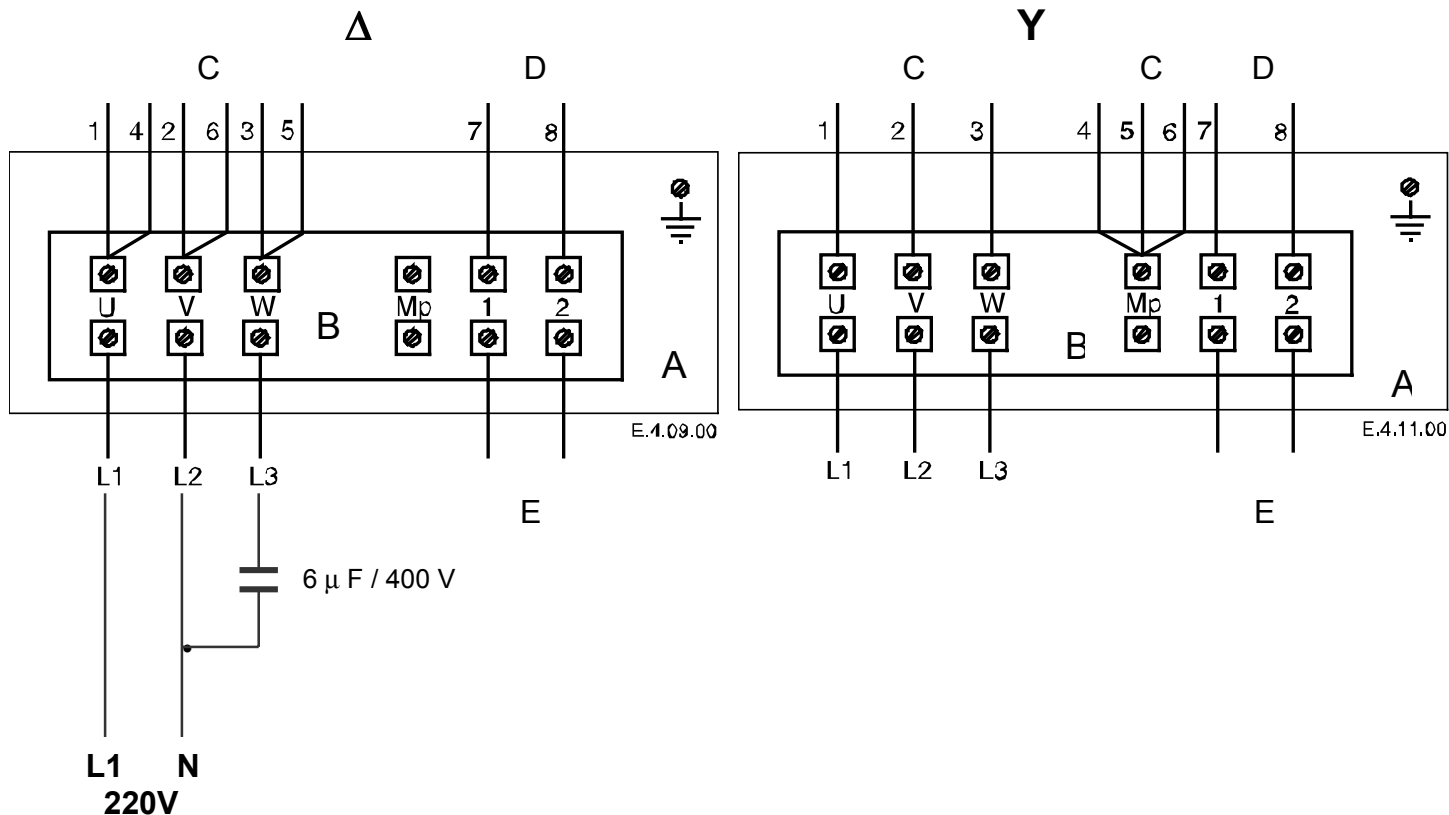 Δ
C D
1 4 2 6 3 5 7 8
U V W Mp 1 2
B
A
E.4.09.00
L1 L2 L3
E
6 µ F / 400 V
L1 N
220V
Y
C C D
1 2 3 4 5 6 7 8
U V W Mp 1 2
B
A
E.4.11.00
L1 L2 L3
E